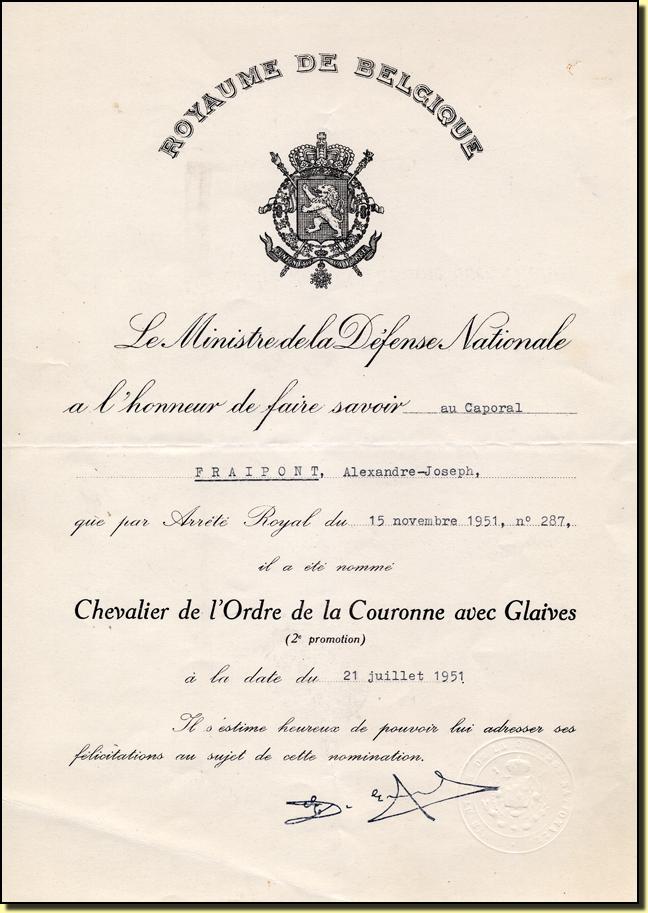 ROYAUME DE BELGIQUE
Le Ministre de la Défense Nationale
a l'honneur de faire savoir au Caporal
FRAIPONT, Alexandre-Joseph,
que par Arrêté Royal du 15 novembre 1951, n° 287,
il a été nommé
Chevalier de l'Ordre de la Couronne avec Glaives
(2e promotion)
à la date du 21 juillet 1951
Il s'estime heureux de pouvoir lui adresser ses
félicitations au sujet de cette nomination.